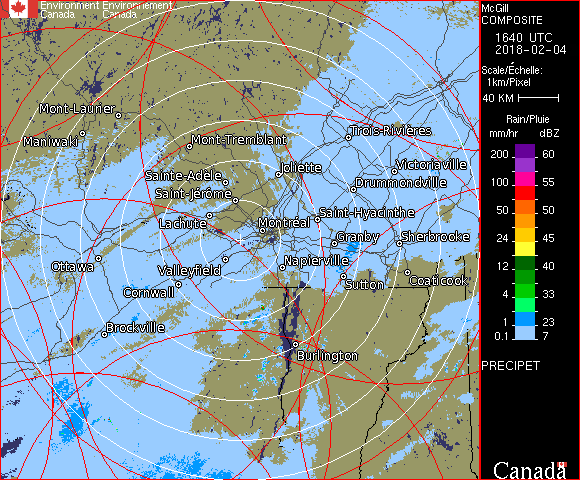 Environment Environnement
Canada Canada
McGill
COMPOSITE
1640 UTC
2018-02-04
Scale/Échelle:
1km/Pixel
40 KM
Rain/Pluie
mm/hr dBZ
200 60
100 55
50 50
24 45
12 40
4 33
1 23
0.1 7
PRECIPET
Canada
Mont-Laurier
Maniwaki
Mont-Tremblant
Trois-Rivières
Joliette
Victoriaville
Sainte-Adèle
Drummondville
Saint-Jérôme
Lachute
Saint-Hyacinthe
Montréal
Granby
Sherbrooke
Ottawa
Valleyfield
Napierville
Cornwall
Sutton
Coaticook
Brockville
Burlington